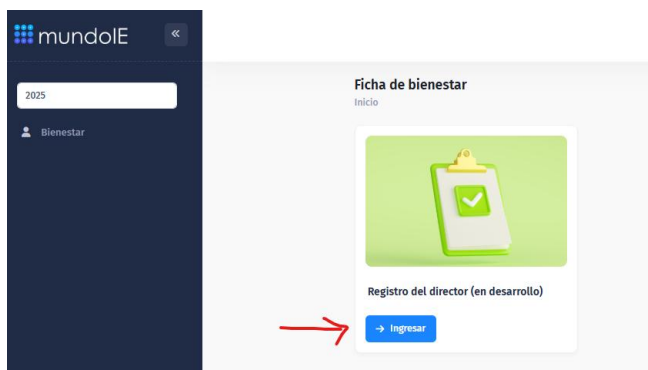 mundoIE
«
2025
Bienestar
Ficha de bienestar
Inicio
Registro del director (en desarrollo)
→ Ingresar